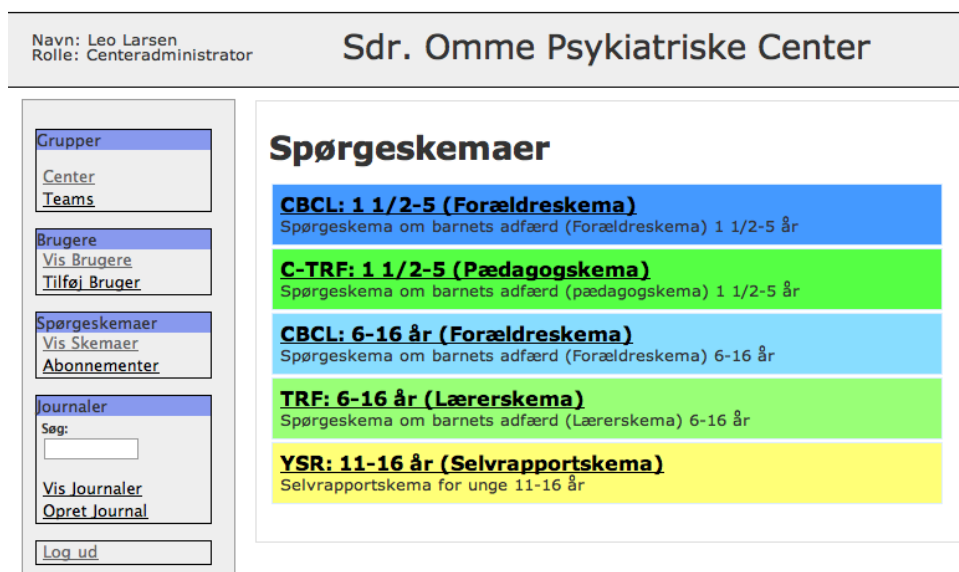 Navn: Leo Larsen
Rolle: Centeradministrator
Sdr. Omme Psykiatriske Center
Grupper
Center
Teams
Brugere
Vis Brugere
Tilføj Bruger
Spørgeskemaer
Vis Skemaer
Abonnementer
Journaler
Søg:
Vis Journaler
Opret Journal
Log ud
Spørgeskemaer
CBCL: 1 1/2-5 (Forældreskema)
Spørgeskema om barnets adfærd (Forældreskema) 1 1/2-5 år
C-TRF: 1 1/2-5 (Pædagogskema)
Spørgeskema om barnets adfærd (pædagogskema) 1 1/2-5 år
CBCL: 6-16 år (Forældreskema)
Spørgeskema om barnets adfærd (Forældreskema) 6-16 år
TRF: 6-16 år (Lærerskema)
Spørgeskema om barnets adfærd (Lærerskema) 6-16 år
YSR: 11-16 år (Selvrapportskema)
Selvrapportskema for unge 11-16 år